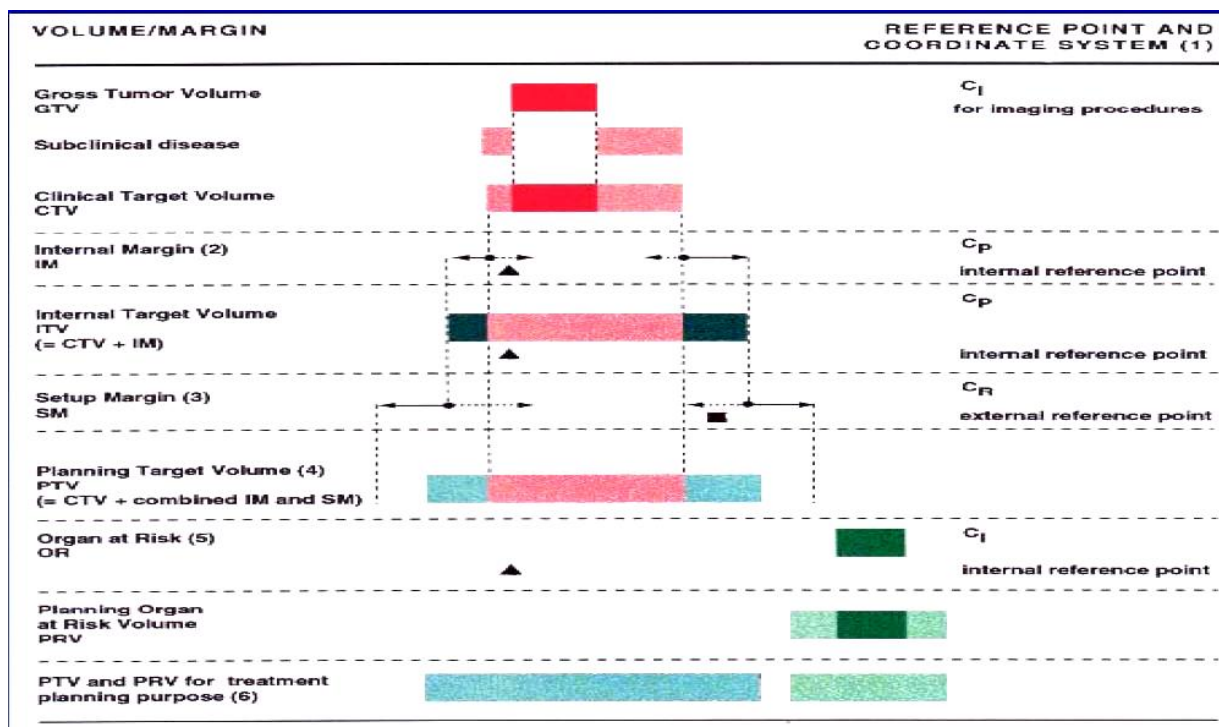 VOLUME/MARGIN
REFERENCE POINT AND
COORDINATE SYSTEM (1)
Gross Tumor Volume
GTV
CI
for imaging procedures
Subclinical disease
Clinical Target Volume
CTV
Internal Margin (2)
IM
CP
internal reference point
Internal Target Volume
ITV
(= CTV + IM)
CP
internal reference point
Setup Margin (3)
SM
CR
external reference point
Planning Target Volume (4)
PTV
(= CTV + combined IM and SM)
Organ at Risk (5)
OR
CI
internal reference point
Planning Organ
at Risk Volume
PRV
PTV and PRV for treatment
planning purpose (6)